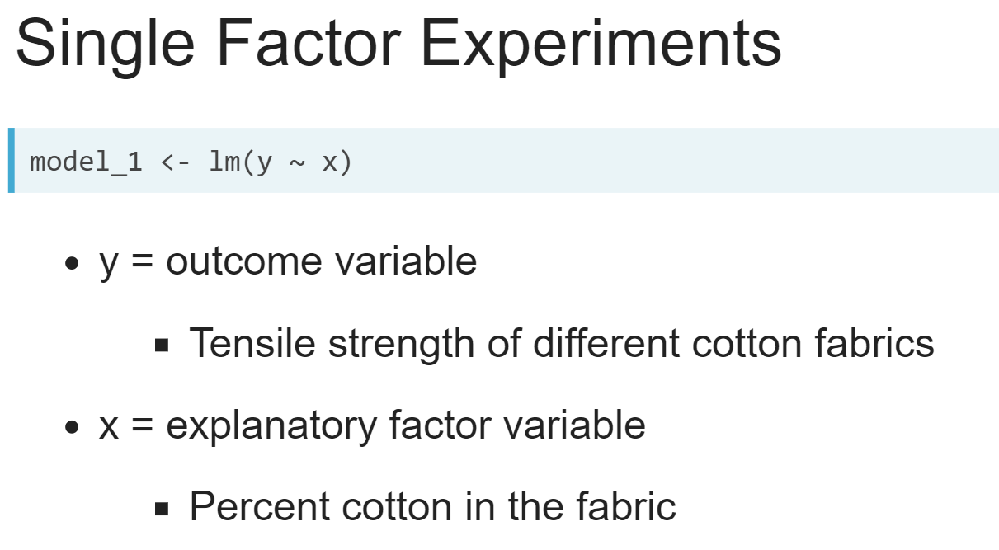 Single Factor Experiments
model_1 <- lm(y ~ x)
• y = outcome variable
▪ Tensile strength of different cotton fabrics
• x = explanatory factor variable
▪ Percent cotton in the fabric